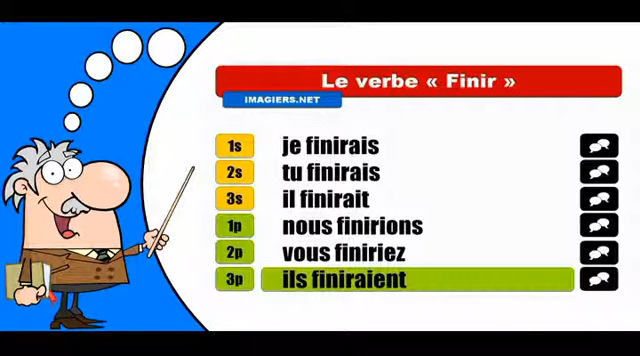 Le verbe « Finir »
IMAGIERS.NET
1s je finirais
2s tu finirais
3s il finirait
1p nous finirions
2p vous finiriez
3p ils finiraient